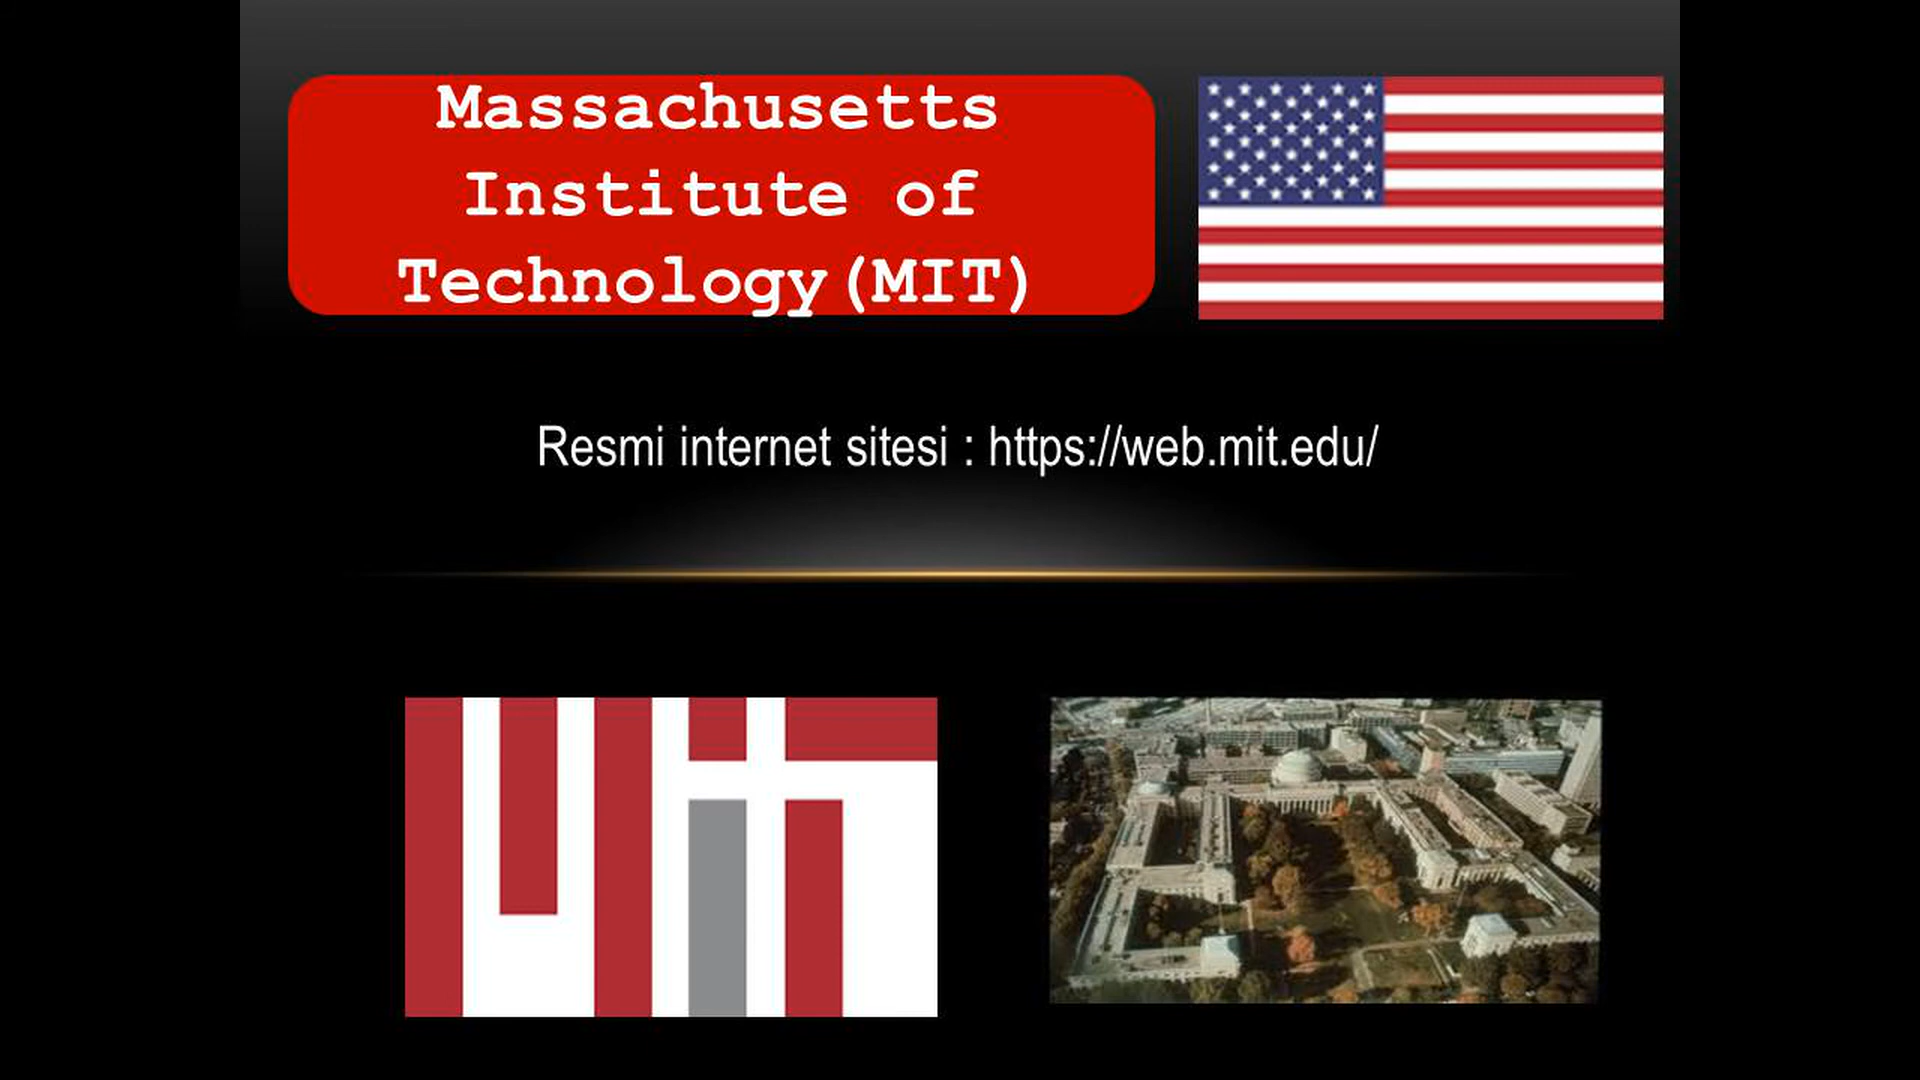 Massachusetts
Institute of
Technology(MIT)
Resmi internet sitesi : https://web.mit.edu/